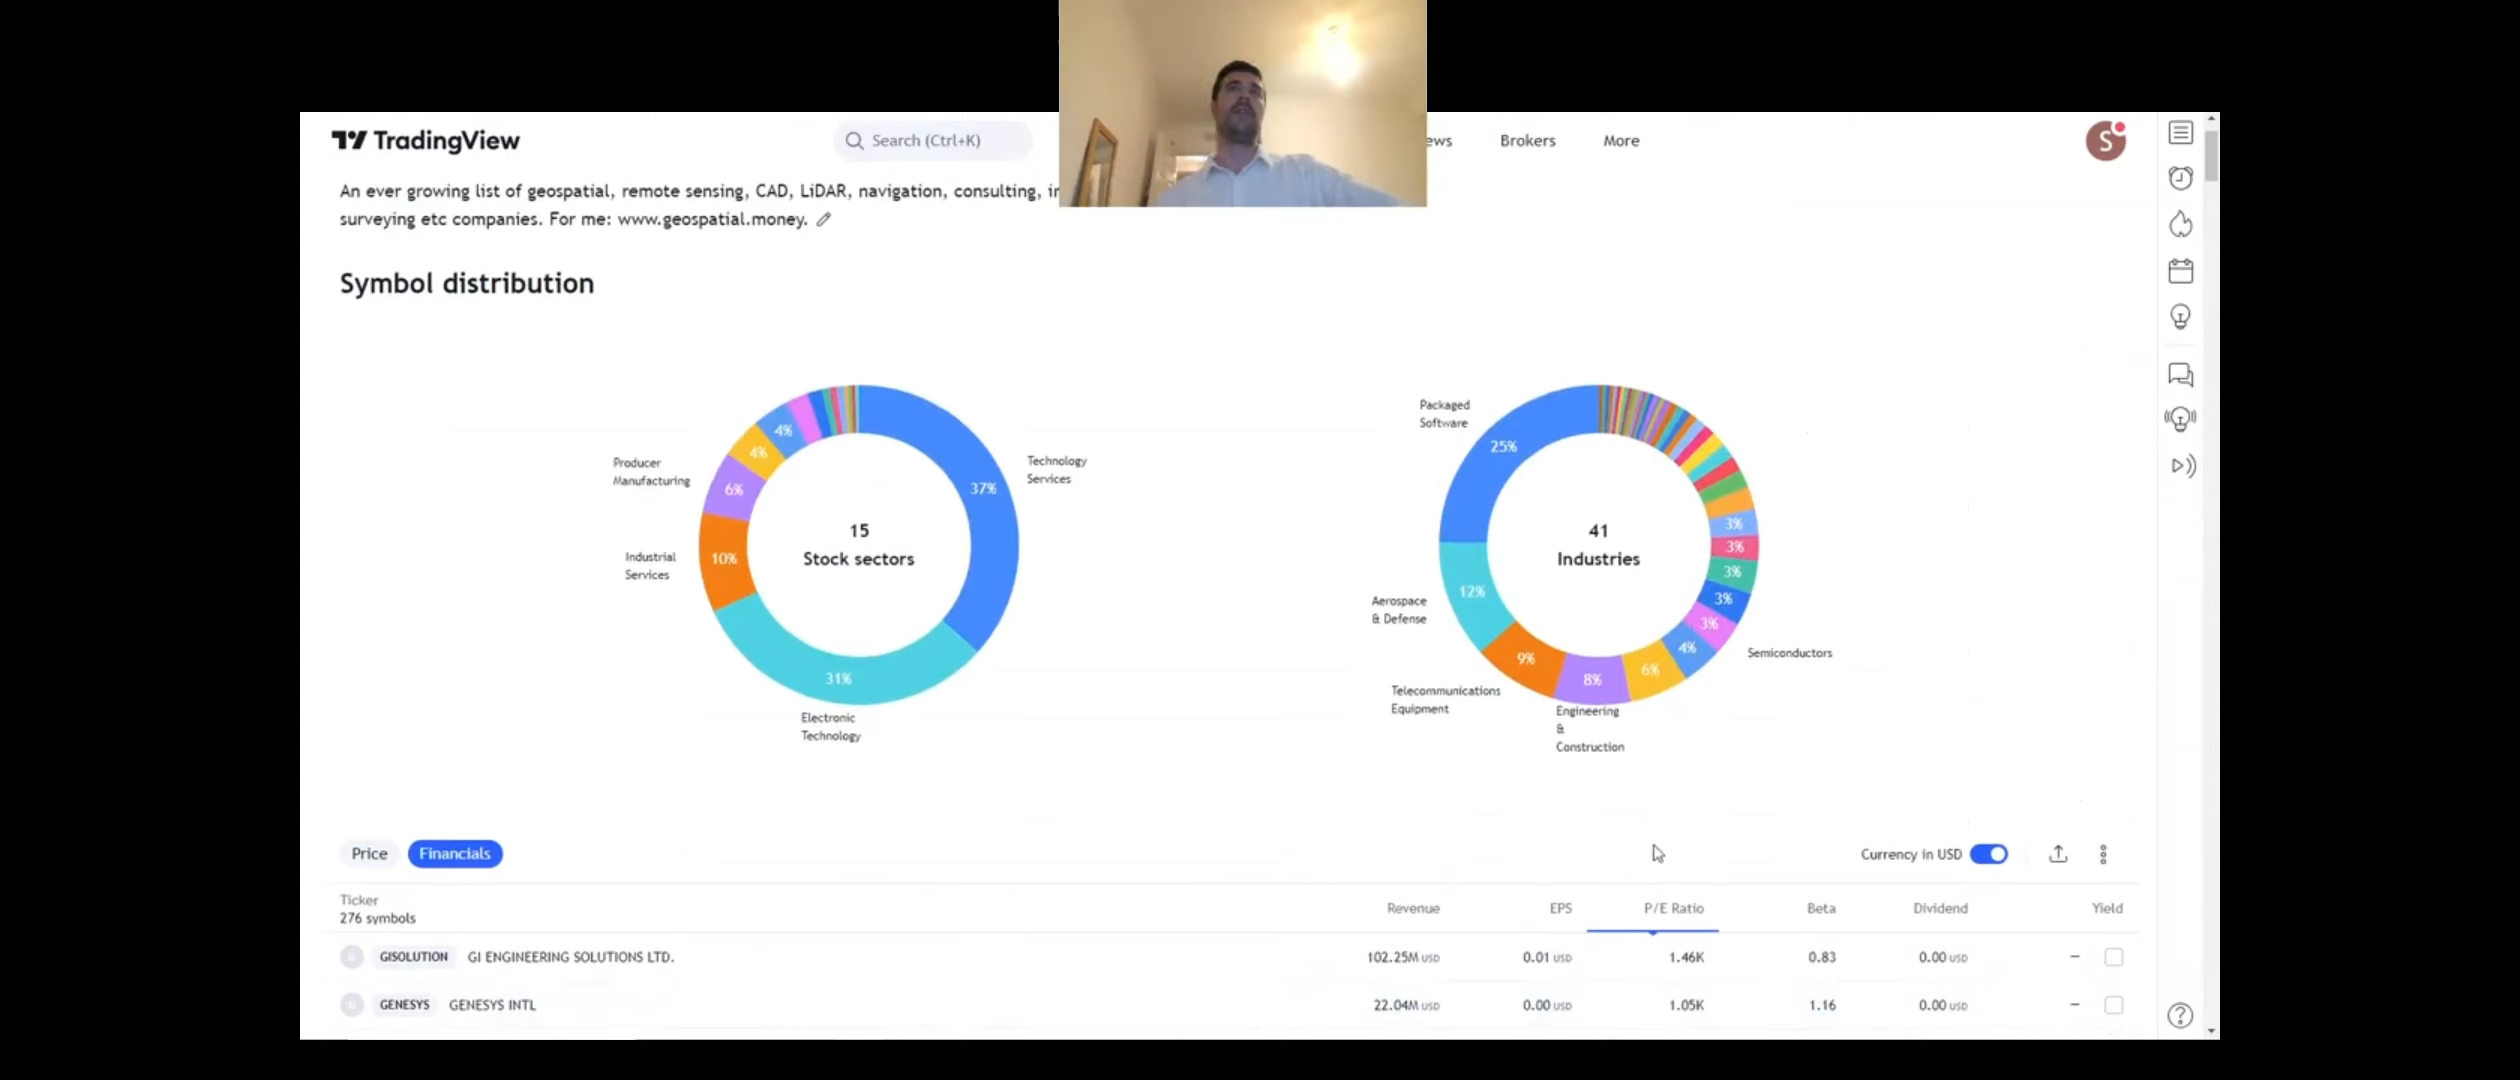 TradingView
Search (Ctrl+K)
ews
Brokers
More
S
An ever growing list of geospatial, remote sensing, CAD, LiDAR, navigation, consulting,
surveying etc companies. For me: www.geospatial.money.
Symbol distribution
4%
4%
Producer
Manufacturing
6%
Technology
Services
37%
15
Stock sectors
Industrial
Services
10%
31%
Electronic
Technology
Packaged
Software
25%
3%
41
Industries
3%
3%
Aerospace
& Defense
12%
3%
3%
4%
Semiconductors
9%
8%
6%
Telecommunications
Equipment
Engineering
&
Construction
Price
Financials
Currency in USD
Ticker
276 symbols
Revenue
EPS
P/E Ratio
Beta
Dividend
Yield
GISOLUTION GI ENGINEERING SOLUTIONS LTD. 102.25M USD 0.01 USD 1.46K 0.83 0.00 USD —
GENESYS GENESYS INTL 22.04M USD 0.00 USD 1.05K 1.16 0.00 USD —